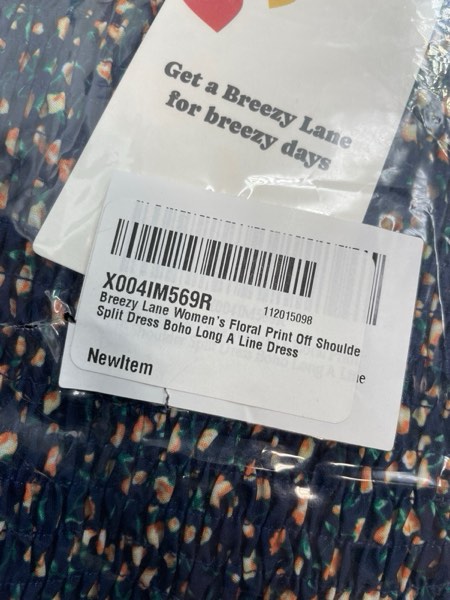 Get a Breezy Lane
for breezy days
X004IM569R
112015098
Breezy Lane Women's Floral Print Off Shoulde
Split Dress Boho Long A Line Dress
NewItem